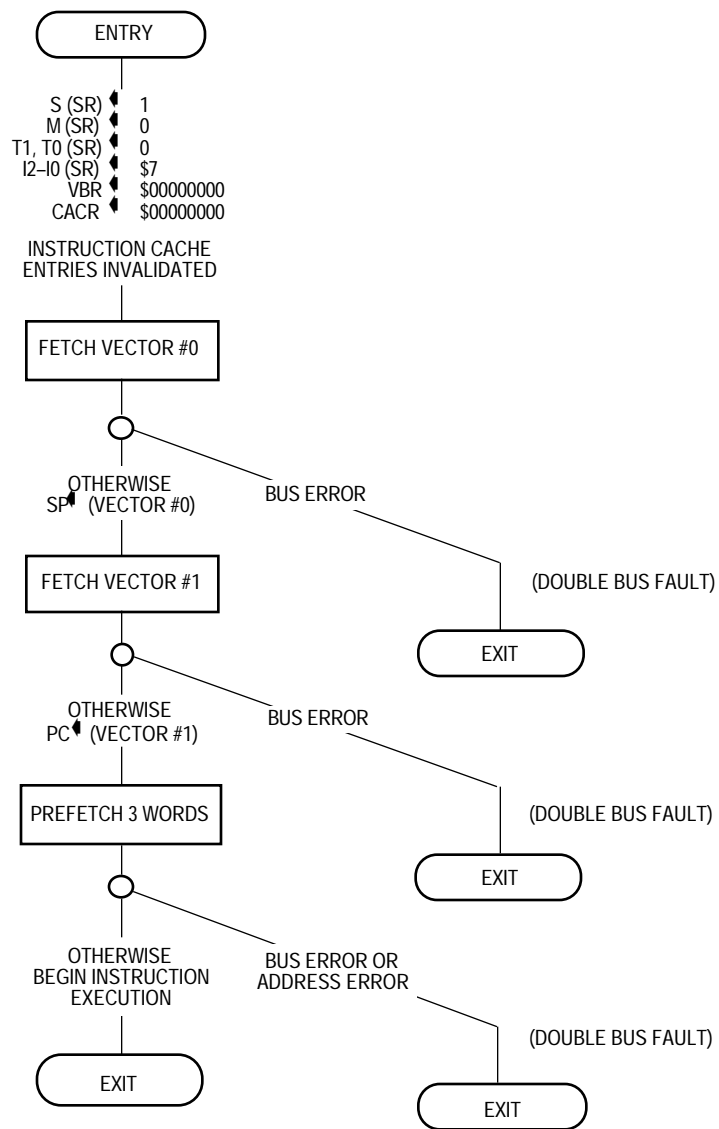 ENTRY
S (SR) 1
M (SR) 0
T1, T0 (SR) 0
I2–I0 (SR) $7
VBR $00000000
CACR $00000000
INSTRUCTION CACHE
ENTRIES INVALIDATED
FETCH VECTOR #0
OTHERWISE
SP (VECTOR #0)
BUS ERROR
FETCH VECTOR #1
(DOUBLE BUS FAULT)
EXIT
OTHERWISE
PC (VECTOR #1)
BUS ERROR
PREFETCH 3 WORDS
(DOUBLE BUS FAULT)
EXIT
OTHERWISE
BEGIN INSTRUCTION
EXECUTION
BUS ERROR OR
ADDRESS ERROR
(DOUBLE BUS FAULT)
EXIT
EXIT